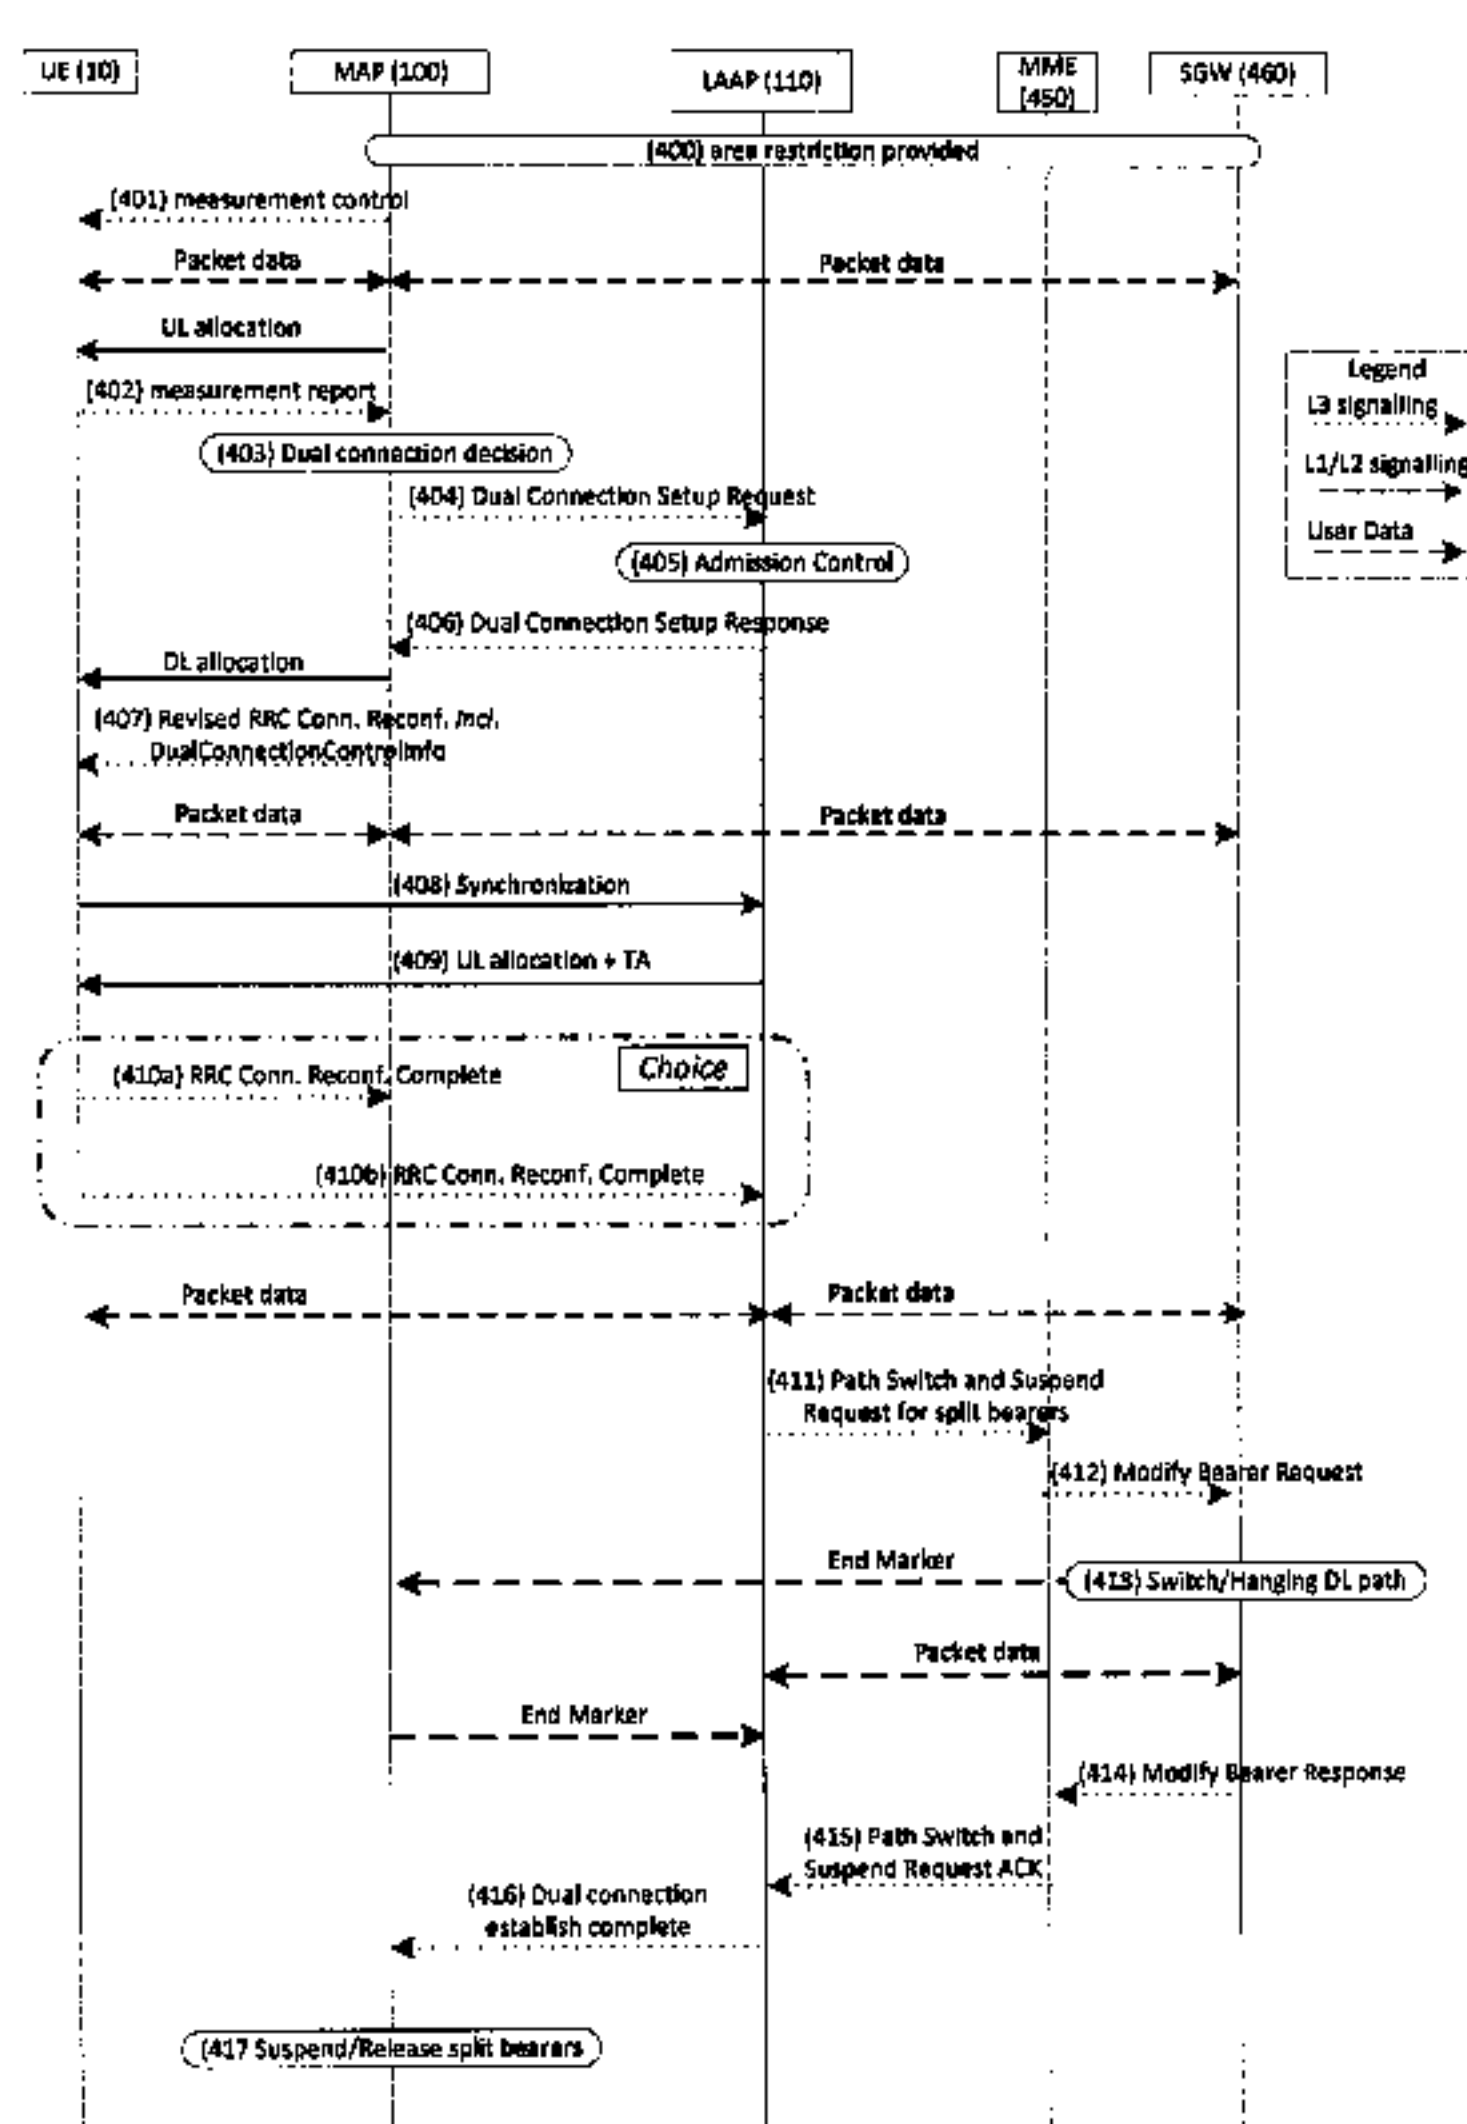 UE (10)
MAP (100)
LAAP (110)
MME
(450)
SGW (460)
(400) area restriction provided
(401) measurement control
Packet data
Packet data
UL allocation
(402) measurement report
(403) Dual connection decision
(404) Dual Connection Setup Request
(405) Admission Control
(406) Dual Connection Setup Response
DL allocation
(407) Revised RRC Conn. Reconf. incl.
DualConnectionControlInfo
Packet data
Packet data
(408) Synchronization
(409) UL allocation + TA
Choice
(410a) RRC Conn. Reconf. Complete
(410b) RRC Conn. Reconf. Complete
Packet data
Packet data
(411) Path Switch and Suspend
Request for split bearers
(412) Modify Bearer Request
End Marker
(413) Switch/Hanging DL path
Packet data
End Marker
(414) Modify Bearer Response
(415) Path Switch and
Suspend Request ACK
(416) Dual connection
establish complete
(417 Suspend/Release split bearers
Legend
L3 signalling
L1/L2 signalling
User Data